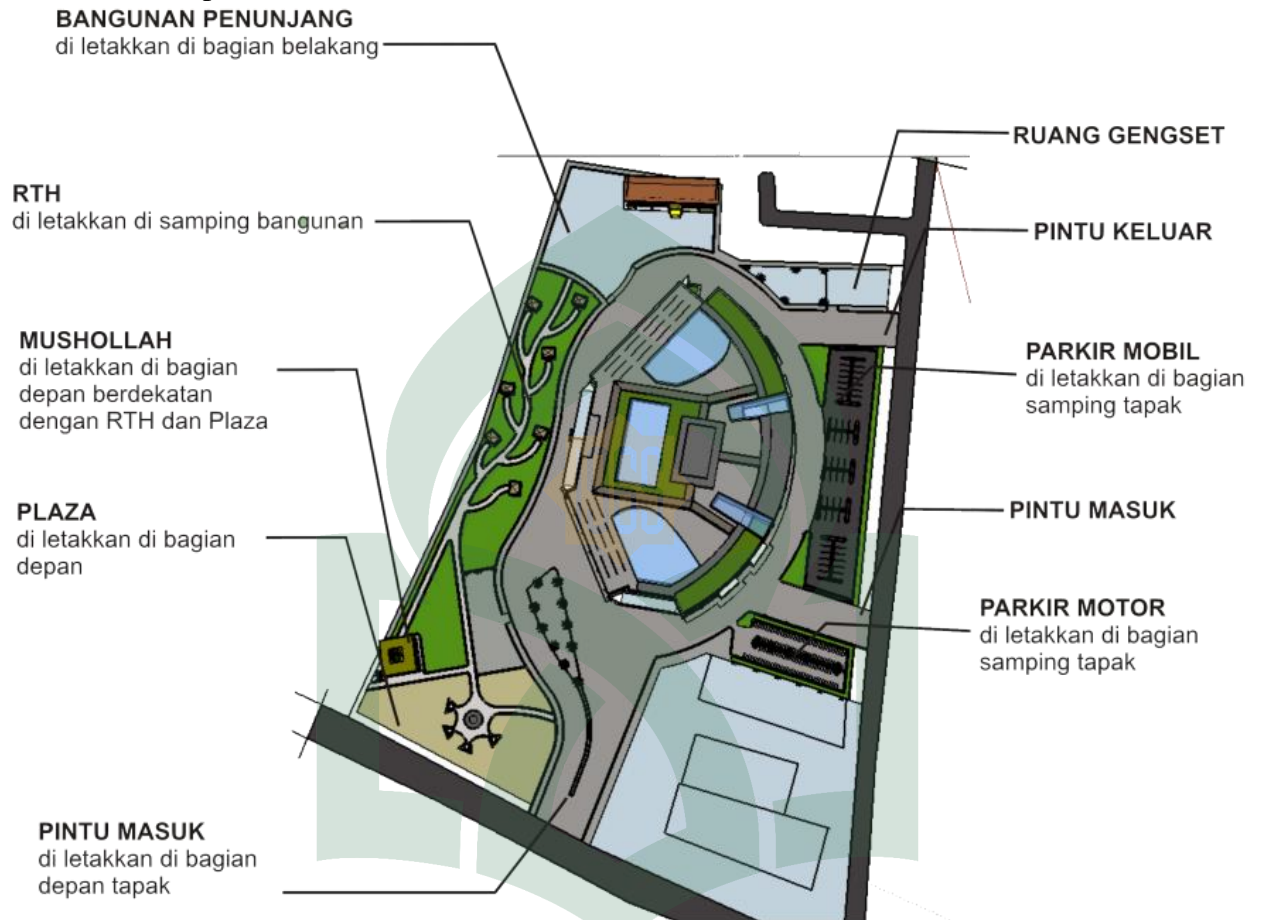 BANGUNAN PENUNJANG
di letakkan di bagian belakang
RTH
di letakkan di samping bangunan
MUSHOLLAH
di letakkan di bagian
depan berdekatan
dengan RTH dan Plaza
PLAZA
di letakkan di bagian
depan
PINTU MASUK
di letakkan di bagian
depan tapak
RUANG GENGSET
PINTU KELUAR
PARKIR MOBIL
di letakkan di bagian
samping tapak
PINTU MASUK
PARKIR MOTOR
di letakkan di bagian
samping tapak